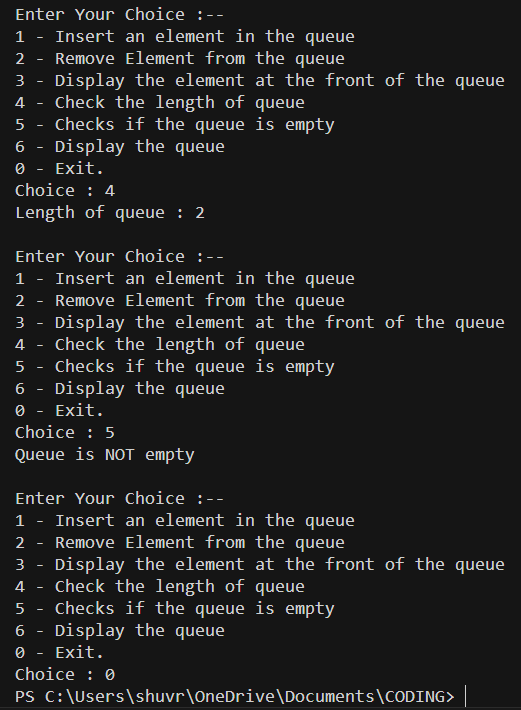 Enter Your Choice :--
1 - Insert an element in the queue
2 - Remove Element from the queue
3 - Display the element at the front of the queue
4 - Check the length of queue
5 - Checks if the queue is empty
6 - Display the queue
0 - Exit.
Choice : 4
Length of queue : 2

Enter Your Choice :--
1 - Insert an element in the queue
2 - Remove Element from the queue
3 - Display the element at the front of the queue
4 - Check the length of queue
5 - Checks if the queue is empty
6 - Display the queue
0 - Exit.
Choice : 5
Queue is NOT empty

Enter Your Choice :--
1 - Insert an element in the queue
2 - Remove Element from the queue
3 - Display the element at the front of the queue
4 - Check the length of queue
5 - Checks if the queue is empty
6 - Display the queue
0 - Exit.
Choice : 0
PS C:\Users\shuvr\OneDrive\Documents\CODING>